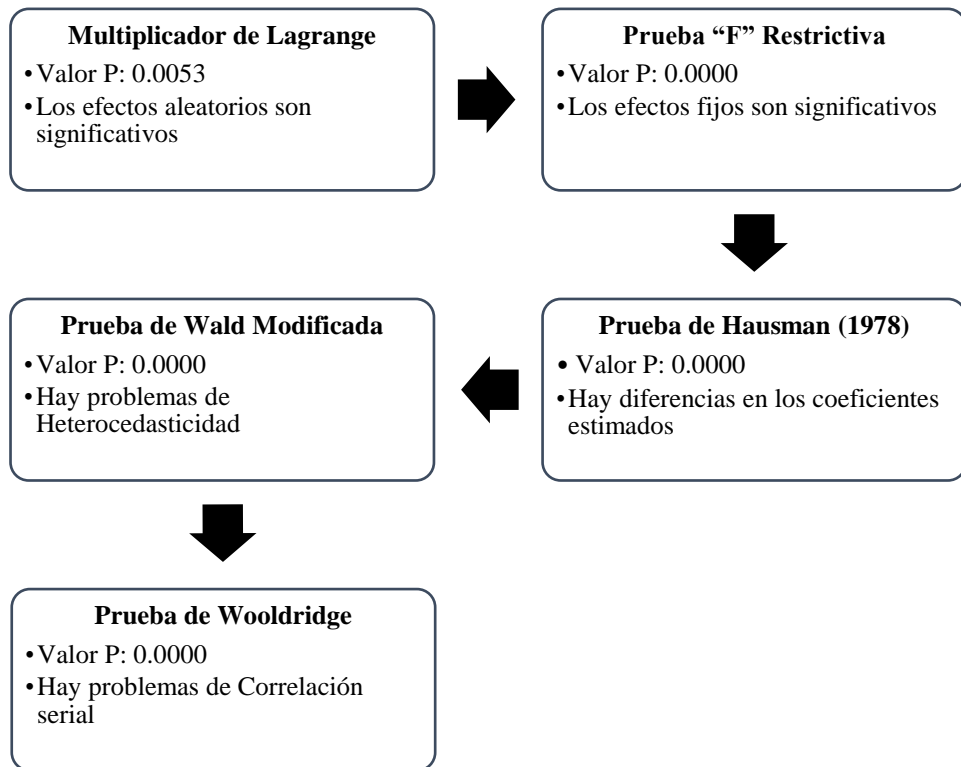 Multiplicador de Lagrange
•Valor P: 0.0053
•Los efectos aleatorios son
significativos
Prueba “F” Restrictiva
•Valor P: 0.0000
•Los efectos fijos son significativos
Prueba de Hausman (1978)
• Valor P: 0.0000
•Hay diferencias en los coeficientes
estimados
Prueba de Wald Modificada
•Valor P: 0.0000
•Hay problemas de
Heterocedasticidad
Prueba de Wooldridge
•Valor P: 0.0000
•Hay problemas de Correlación
serial